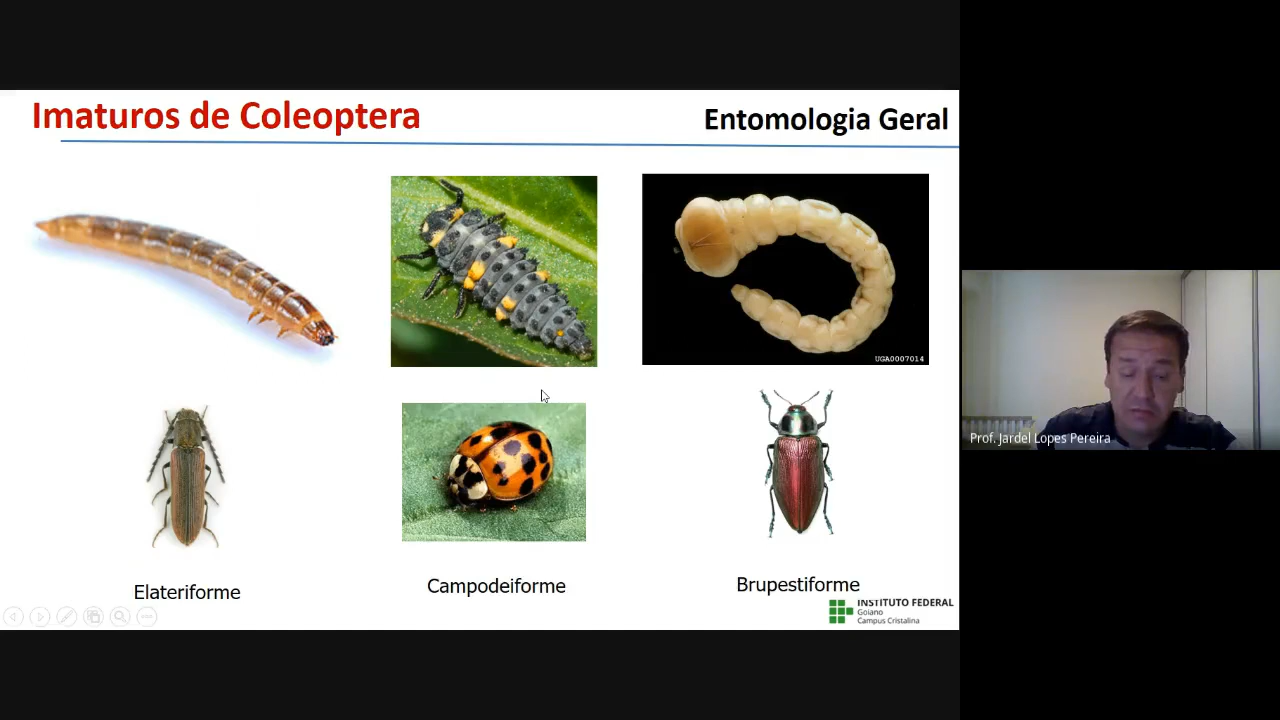 Imaturos de Coleoptera
Entomologia Geral
UGA0007014
Prof. Jardel Lopes Pereira
Elateriforme
Campodeiforme
Brupestiforme
INSTITUTO FEDERAL
Goiano
Campus Cristalina